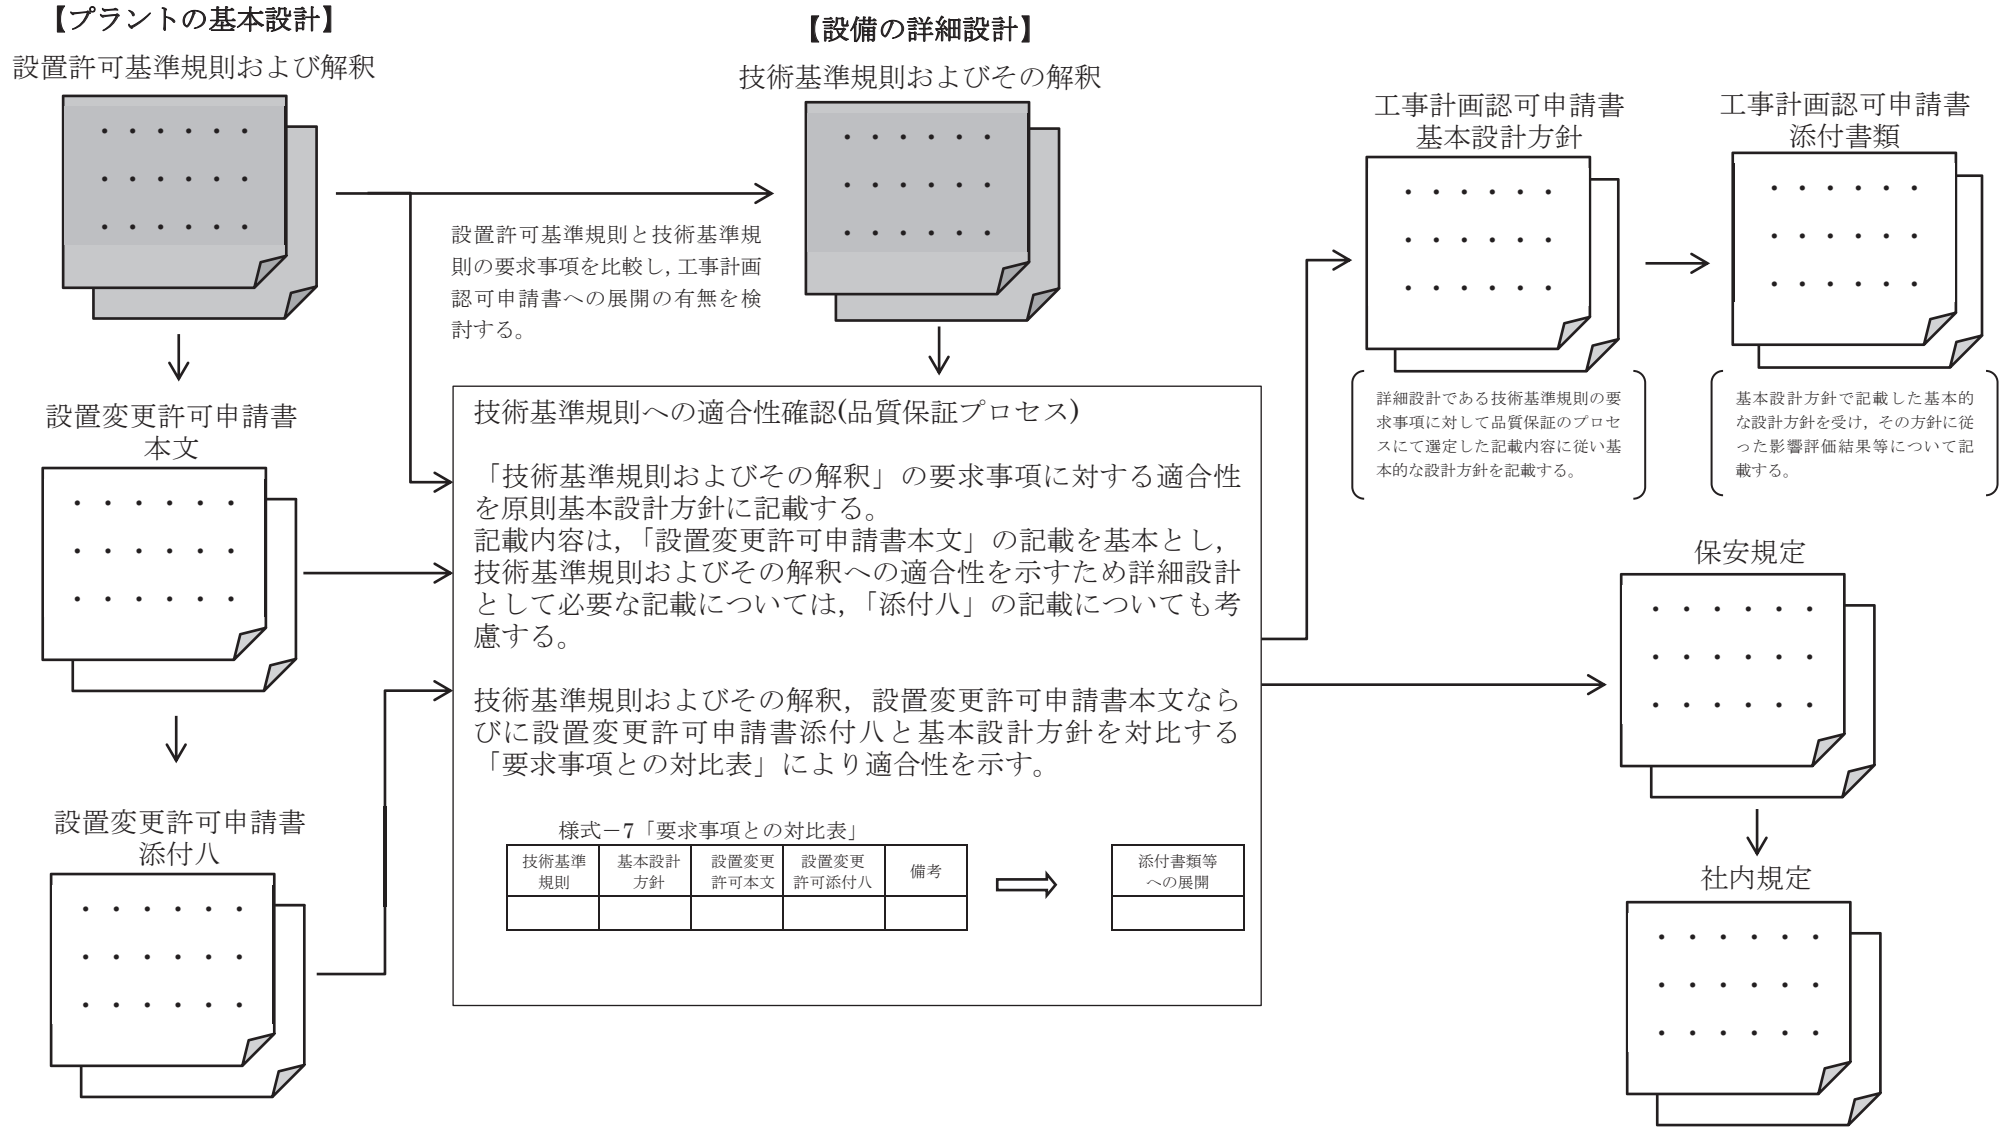 【プラントの基本設計】
設置許可基準規則および解釈
【設備の詳細設計】
技術基準規則およびその解釈
設置許可基準規則と技術基準規
則の要求事項を比較し,工事計画
認可申請書への展開の有無を検
討する。
設置変更許可申請書
本文
設置変更許可申請書
添付八
技術基準規則への適合性確認(品質保証プロセス)
「技術基準規則およびその解釈」の要求事項に対する適合性
を原則基本設計方針に記載する。
記載内容は,「設置変更許可申請書本文」の記載を基本とし,
技術基準規則およびその解釈への適合性を示すため詳細設計
として必要な記載については,「添付八」の記載についても考
慮する。
技術基準規則およびその解釈,設置変更許可申請書本文なら
びに設置変更許可申請書添付八と基本設計方針を対比する
「要求事項との対比表」により適合性を示す。
様式-7「要求事項との対比表」
技術基準
規則
基本設計
方針
設置変更
許可本文
設置変更
許可添付八
備考
添付書類等
への展開
工事計画認可申請書
基本設計方針
詳細設計である技術基準規則の要
求事項に対して品質保証のプロセ
スにて選定した記載内容に従い基
本的な設計方針を記載する。
工事計画認可申請書
添付書類
基本設計方針で記載した基本的
な設計方針を受け,その方針に従
った影響評価結果等について記
載する。
保安規定
社内規定